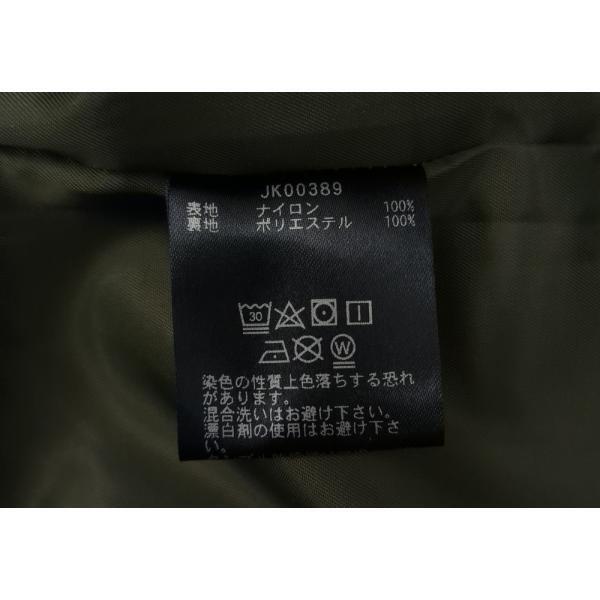 JK00389
表地 ナイロン 100%
裏地 ポリエステル 100%
30
W
染色の性質上色落ちする恐れ
があります。
混合洗いはお避け下さい。
漂白剤の使用はお避け下さ
い。